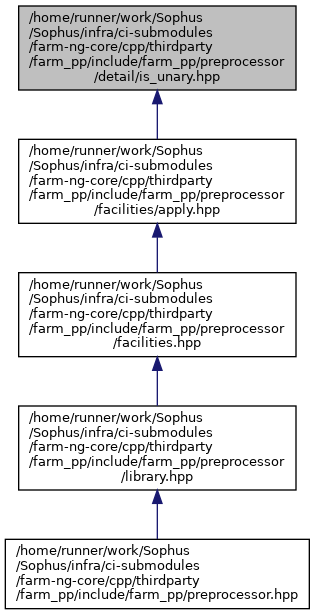 /home/runner/work/Sophus
/Sophus/infra/ci-submodules
/farm-ng-core/cpp/thirdparty
/farm_pp/include/farm_pp/preprocessor
/detail/is_unary.hpp
/home/runner/work/Sophus
/Sophus/infra/ci-submodules
/farm-ng-core/cpp/thirdparty
/farm_pp/include/farm_pp/preprocessor
/facilities/apply.hpp
/home/runner/work/Sophus
/Sophus/infra/ci-submodules
/farm-ng-core/cpp/thirdparty
/farm_pp/include/farm_pp/preprocessor
/facilities.hpp
/home/runner/work/Sophus
/Sophus/infra/ci-submodules
/farm-ng-core/cpp/thirdparty
/farm_pp/include/farm_pp/preprocessor
/library.hpp
/home/runner/work/Sophus
/Sophus/infra/ci-submodules
/farm-ng-core/cpp/thirdparty
/farm_pp/include/farm_pp/preprocessor.hpp